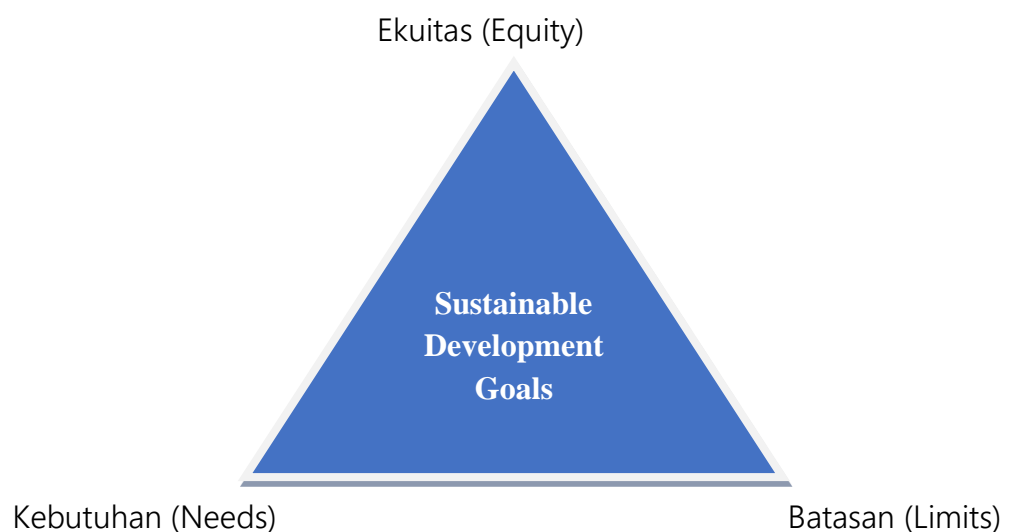 Ekuitas (Equity)
Sustainable
Development
Goals
Kebutuhan (Needs)
Batasan (Limits)